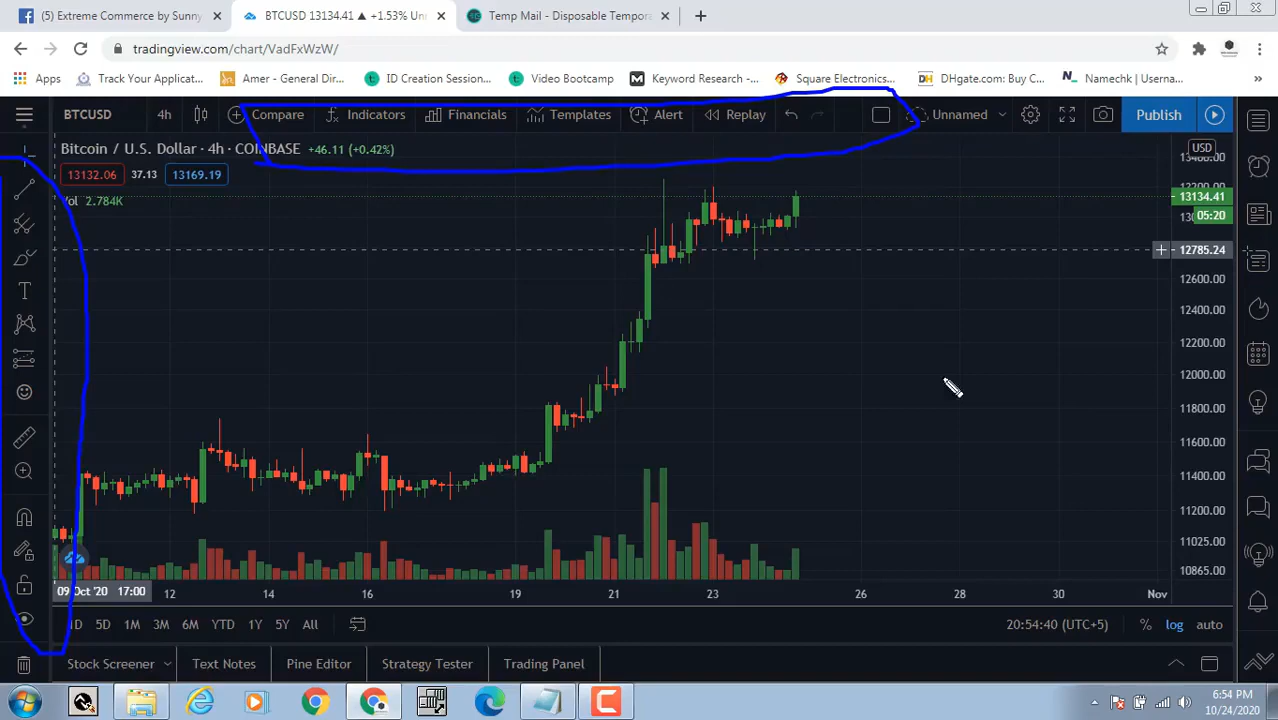 (5) Extreme Commerce by Sunny
BTCUSD 13134.41 ▲ +1.53% Un
Temp Mail - Disposable Tempora
tradingview.com/chart/VadFxWzW/
Apps
Track Your Applicat...
Amer - General Dir...
ID Creation Session...
Video Bootcamp
Keyword Research -...
Square Electronics...
DHgate.com: Buy C...
Namechk | Userna...
»
BTCUSD
4h
Compare
Indicators
Financials
Templates
Alert
Replay
Unnamed
Publish
Bitcoin / U.S. Dollar · 4h · COINBASE +46.11 (+0.42%)
USD
13132.06
37.13
13169.19
13400.00
13200.00
13134.41
Vol 2.784K
05:20
12785.24
12600.00
12400.00
12200.00
12000.00
11800.00
11600.00
11400.00
11200.00
11025.00
10865.00
09 Oct '20 17:00
12
14
16
19
21
23
26
28
30
Nov
1D
5D
1M
3M
6M
YTD
1Y
5Y
All
20:54:40 (UTC+5)
%
log
auto
Stock Screener
Text Notes
Pine Editor
Strategy Tester
Trading Panel
6:54 PM
10/24/2020